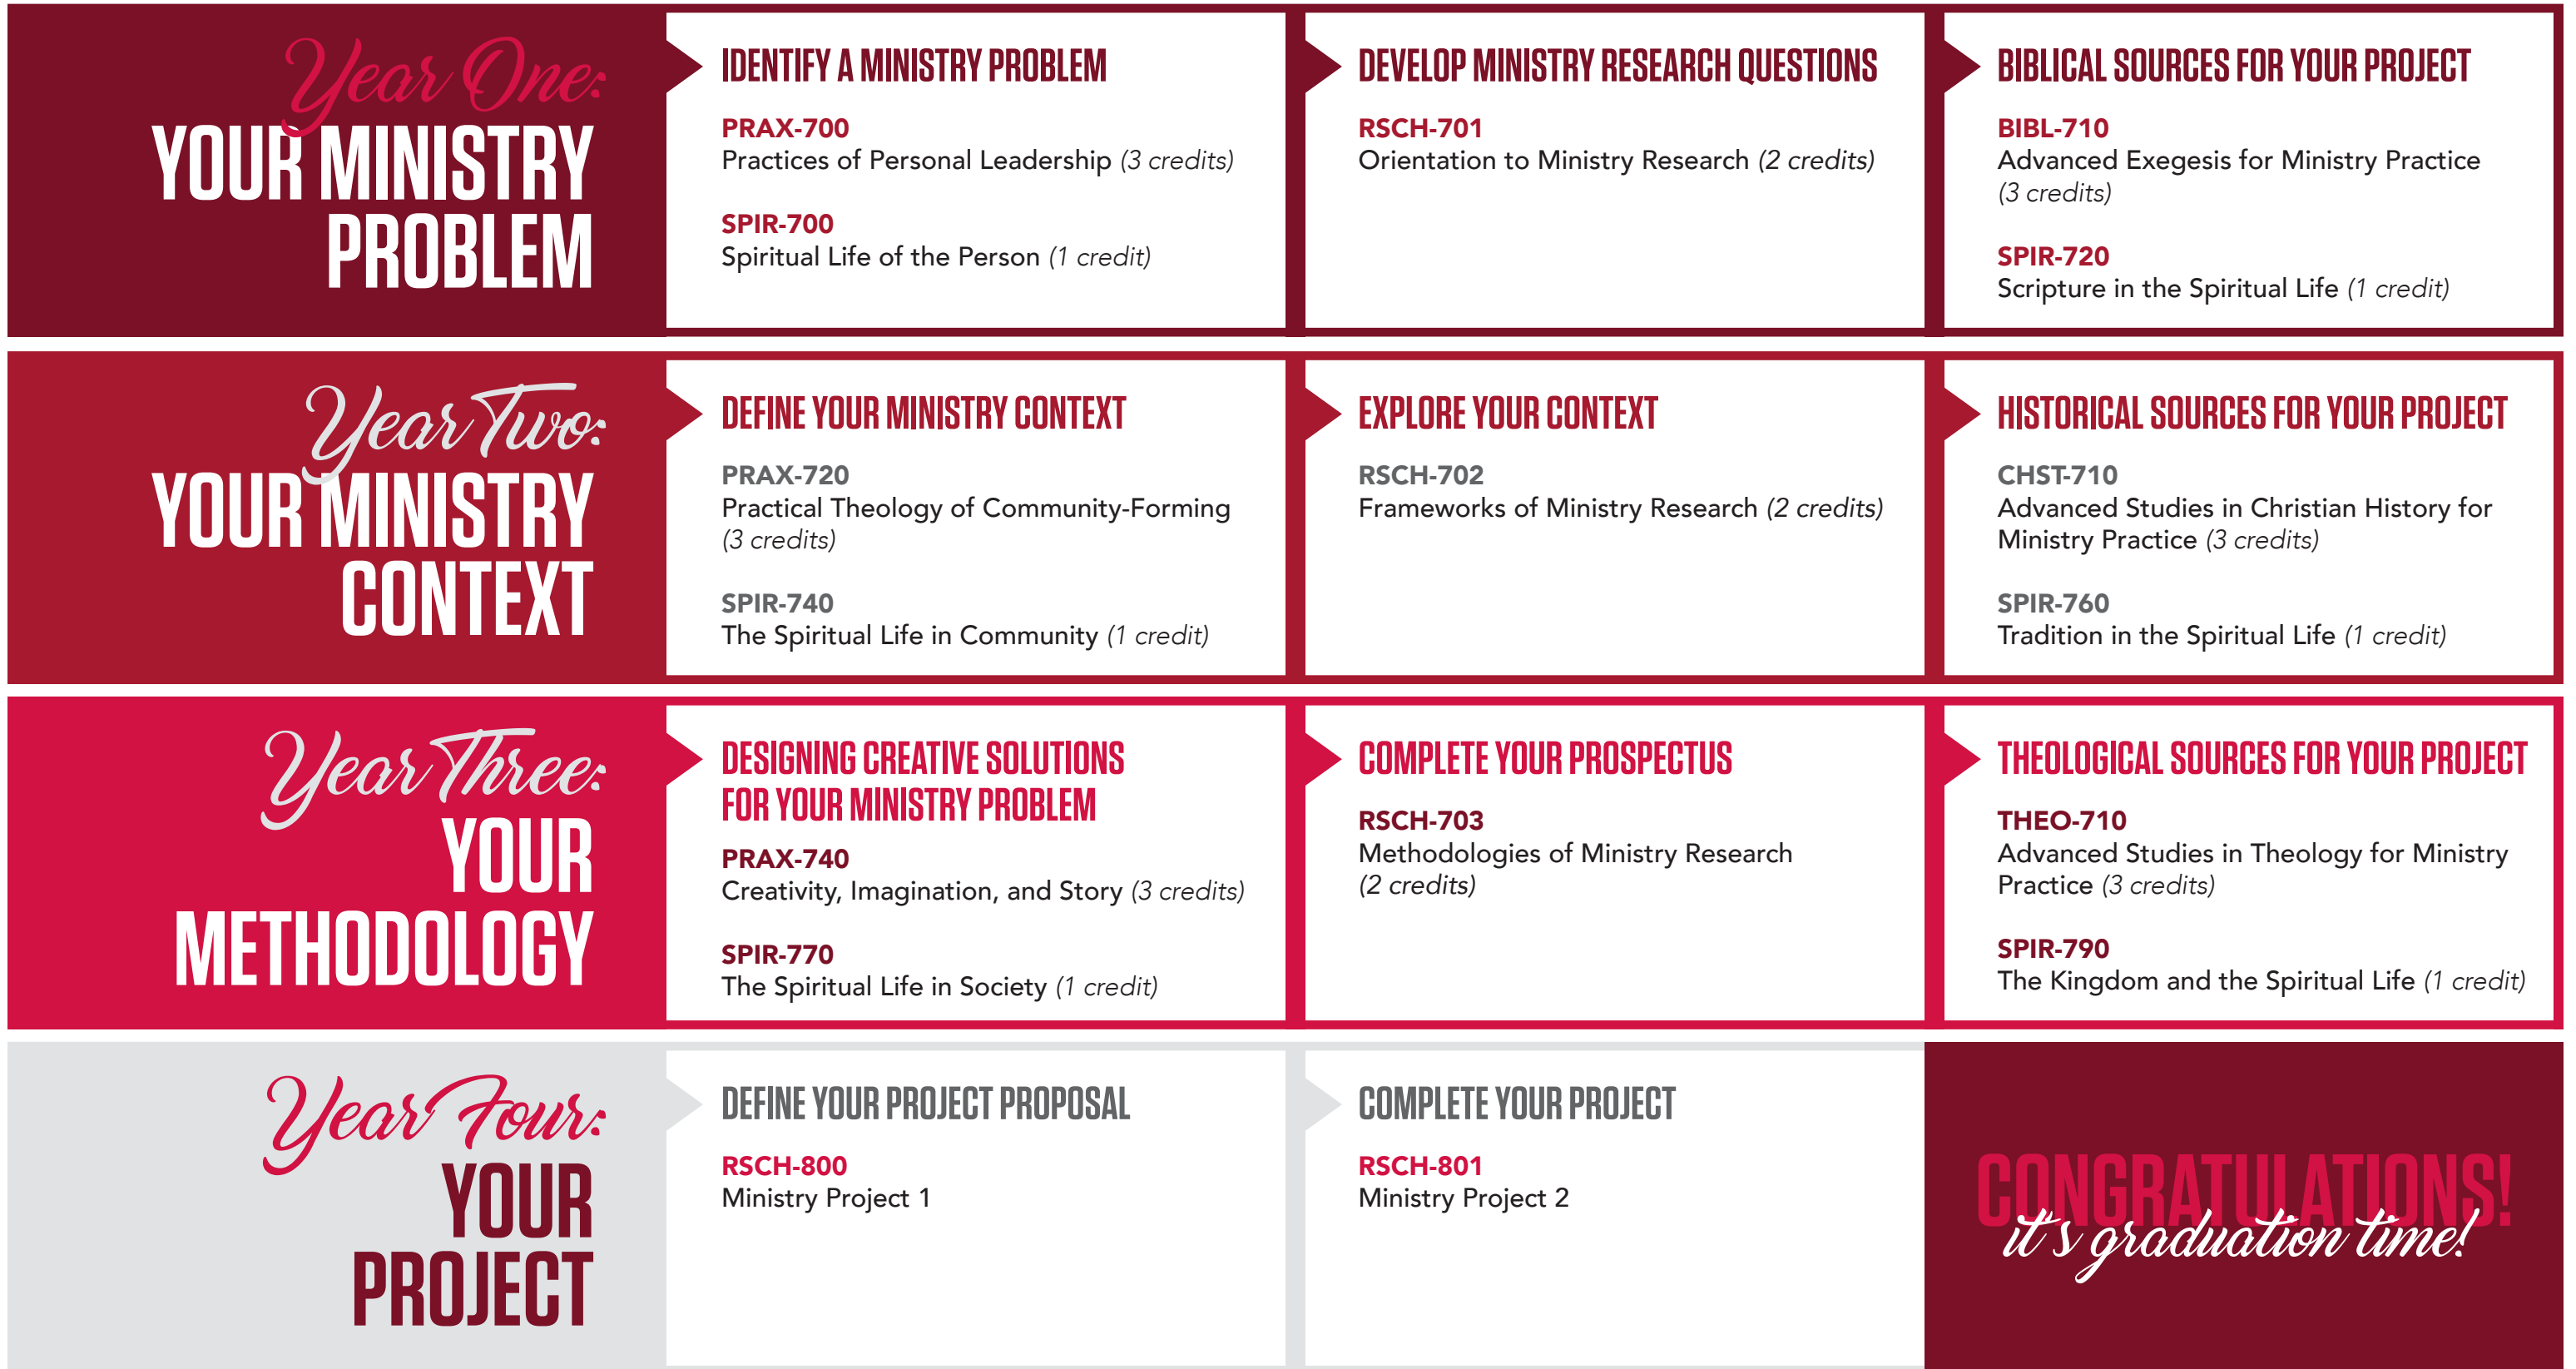 Year One:
YOUR MINISTRY
PROBLEM
IDENTIFY A MINISTRY PROBLEM
PRAX-700
Practices of Personal Leadership (3 credits)
SPIR-700
Spiritual Life of the Person (1 credit)
DEVELOP MINISTRY RESEARCH QUESTIONS
RSCH-701
Orientation to Ministry Research (2 credits)
BIBLICAL SOURCES FOR YOUR PROJECT
BIBL-710
Advanced Exegesis for Ministry Practice
(3 credits)
SPIR-720
Scripture in the Spiritual Life (1 credit)
Year Two:
YOUR MINISTRY
CONTEXT
DEFINE YOUR MINISTRY CONTEXT
PRAX-720
Practical Theology of Community-Forming
(3 credits)
SPIR-740
The Spiritual Life in Community (1 credit)
EXPLORE YOUR CONTEXT
RSCH-702
Frameworks of Ministry Research (2 credits)
HISTORICAL SOURCES FOR YOUR PROJECT
CHST-710
Advanced Studies in Christian History for
Ministry Practice (3 credits)
SPIR-760
Tradition in the Spiritual Life (1 credit)
Year Three:
YOUR
METHODOLOGY
DESIGNING CREATIVE SOLUTIONS
FOR YOUR MINISTRY PROBLEM
PRAX-740
Creativity, Imagination, and Story (3 credits)
SPIR-770
The Spiritual Life in Society (1 credit)
COMPLETE YOUR PROSPECTUS
RSCH-703
Methodologies of Ministry Research
(2 credits)
THEOLOGICAL SOURCES FOR YOUR PROJECT
THEO-710
Advanced Studies in Theology for Ministry
Practice (3 credits)
SPIR-790
The Kingdom and the Spiritual Life (1 credit)
Year Four:
YOUR
PROJECT
DEFINE YOUR PROJECT PROPOSAL
RSCH-800
Ministry Project 1
COMPLETE YOUR PROJECT
RSCH-801
Ministry Project 2
CONGRATULATIONS!
it's graduation time!